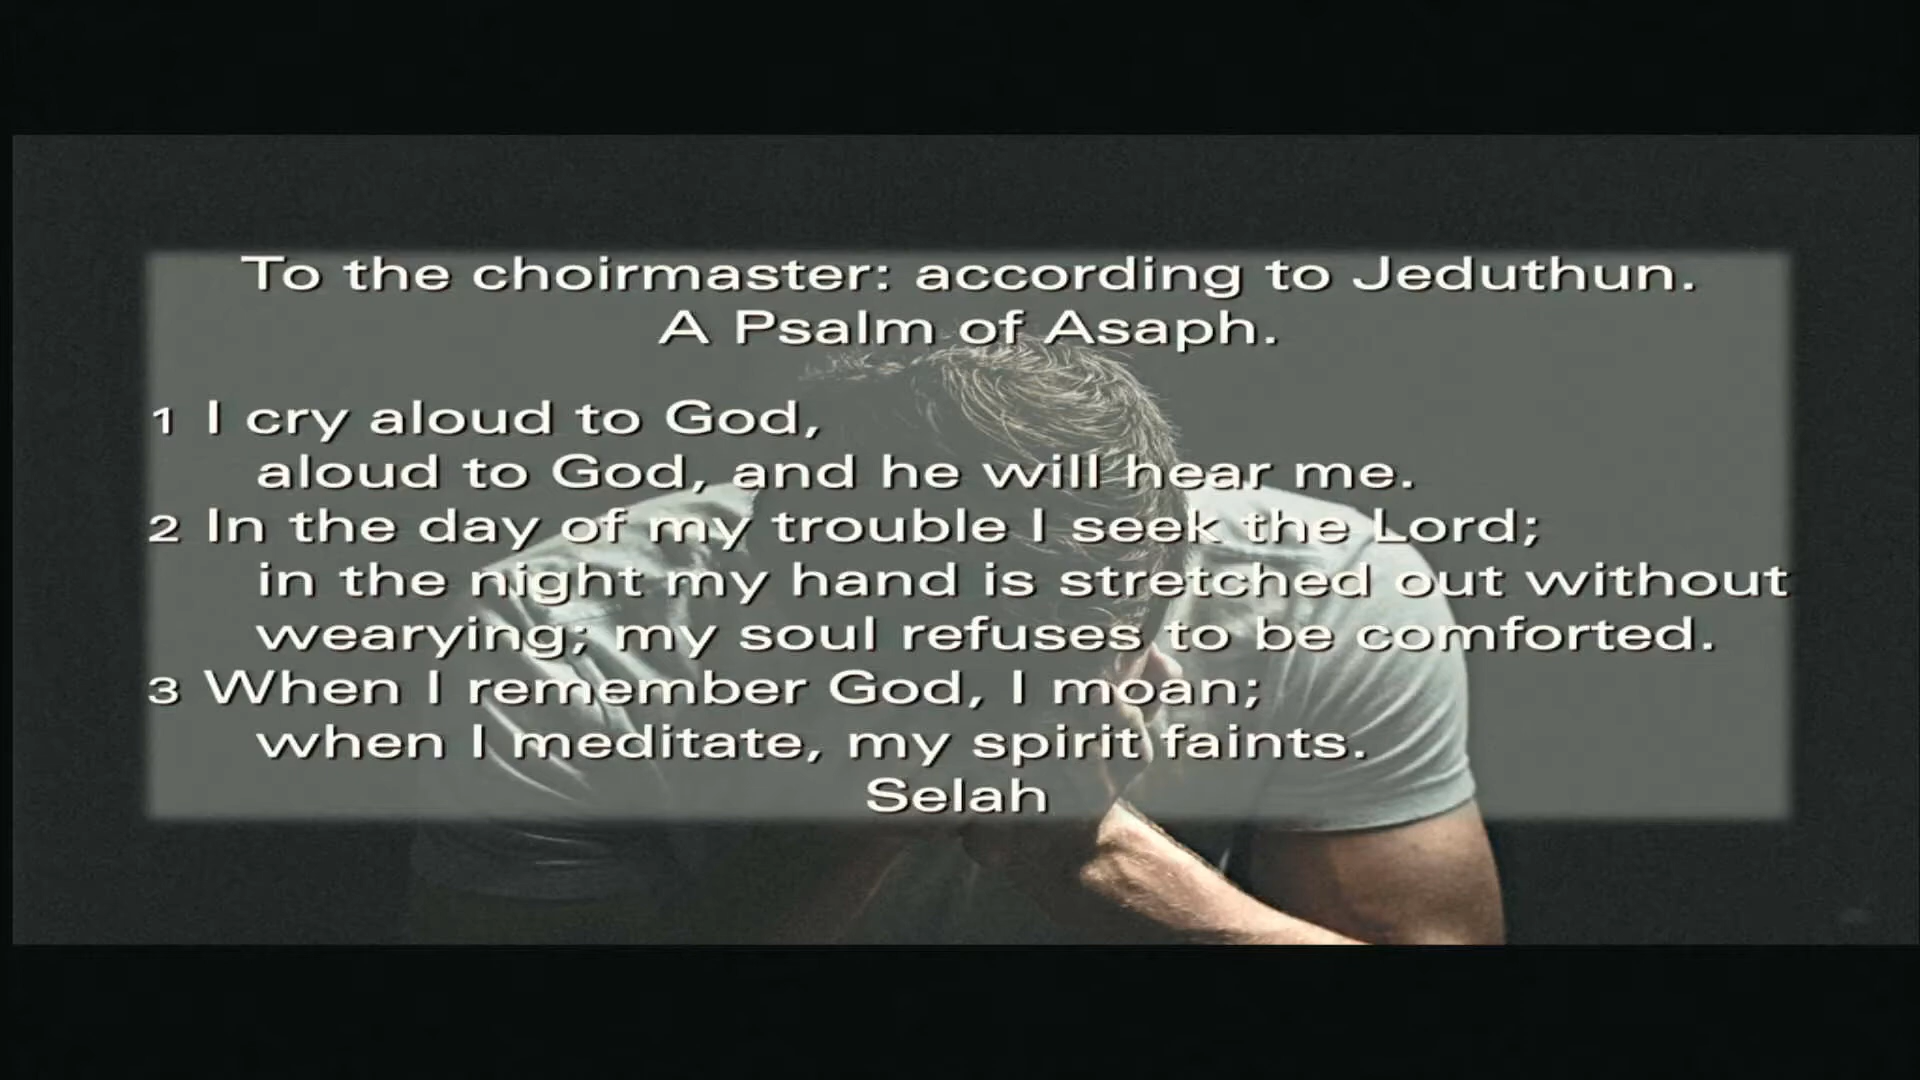 To the choirmaster: according to Jeduthun.
A Psalm of Asaph.
1 I cry aloud to God,
aloud to God, and he will hear me.
2 In the day of my trouble I seek the Lord;
in the night my hand is stretched out without
wearying; my soul refuses to be comforted.
3 When I remember God, I moan;
when I meditate, my spirit faints.
Selah